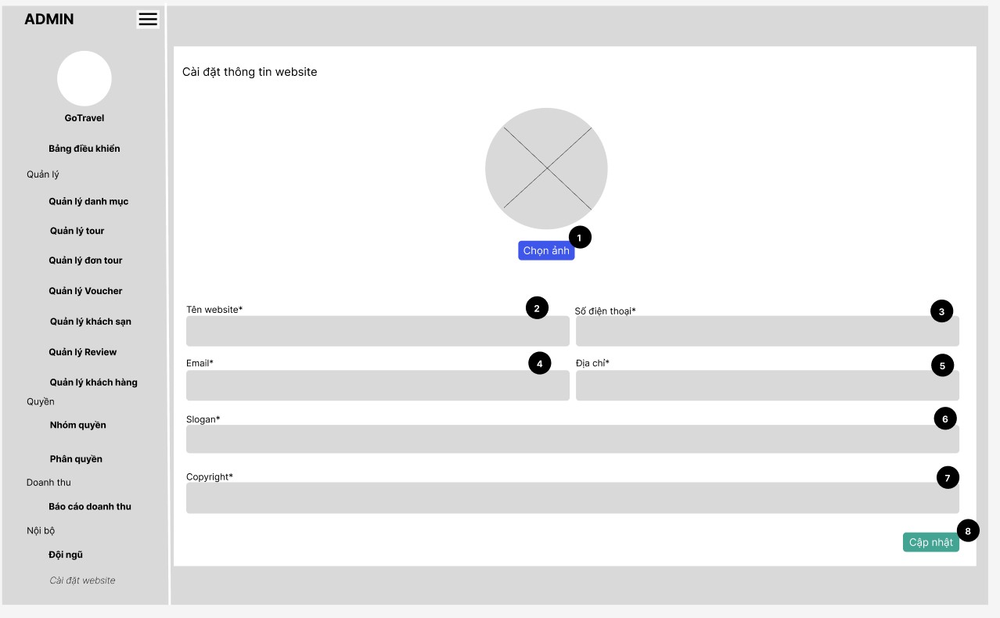 ADMIN
GoTravel
Bảng điều khiển
Quản lý
Quản lý danh mục
Quản lý tour
Quản lý đơn tour
Quản lý Voucher
Quản lý khách sạn
Quản lý Review
Quản lý khách hàng
Quyền
Nhóm quyền
Phân quyền
Doanh thu
Báo cáo doanh thu
Nội bộ
Đội ngũ
Cài đặt website
Cài đặt thông tin website
1
Chọn ảnh
Tên website*
2
Số điện thoại*
3
Email*
4
Địa chỉ*
5
Slogan*
6
Copyright*
7
Cập nhật
8